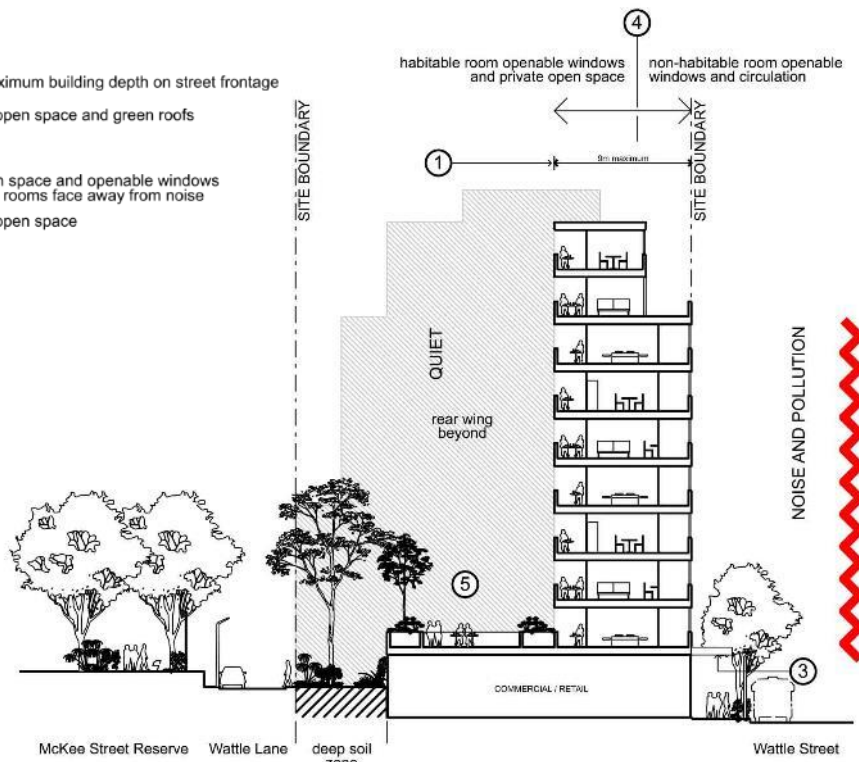 4
habitable room openable windows
and private open space
non-habitable room openable
windows and circulation
ximum building depth on street frontage
open space and green roofs
n space and openable windows
rooms face away from noise
open space
1
9m maximum
SITE BOUNDARY
SITE BOUNDARY
QUIET
rear wing
beyond
NOISE AND POLLUTION
5
3
COMMERCIAL / RETAIL
McKee Street Reserve
Wattle Lane
deep soil
zone
Wattle Street